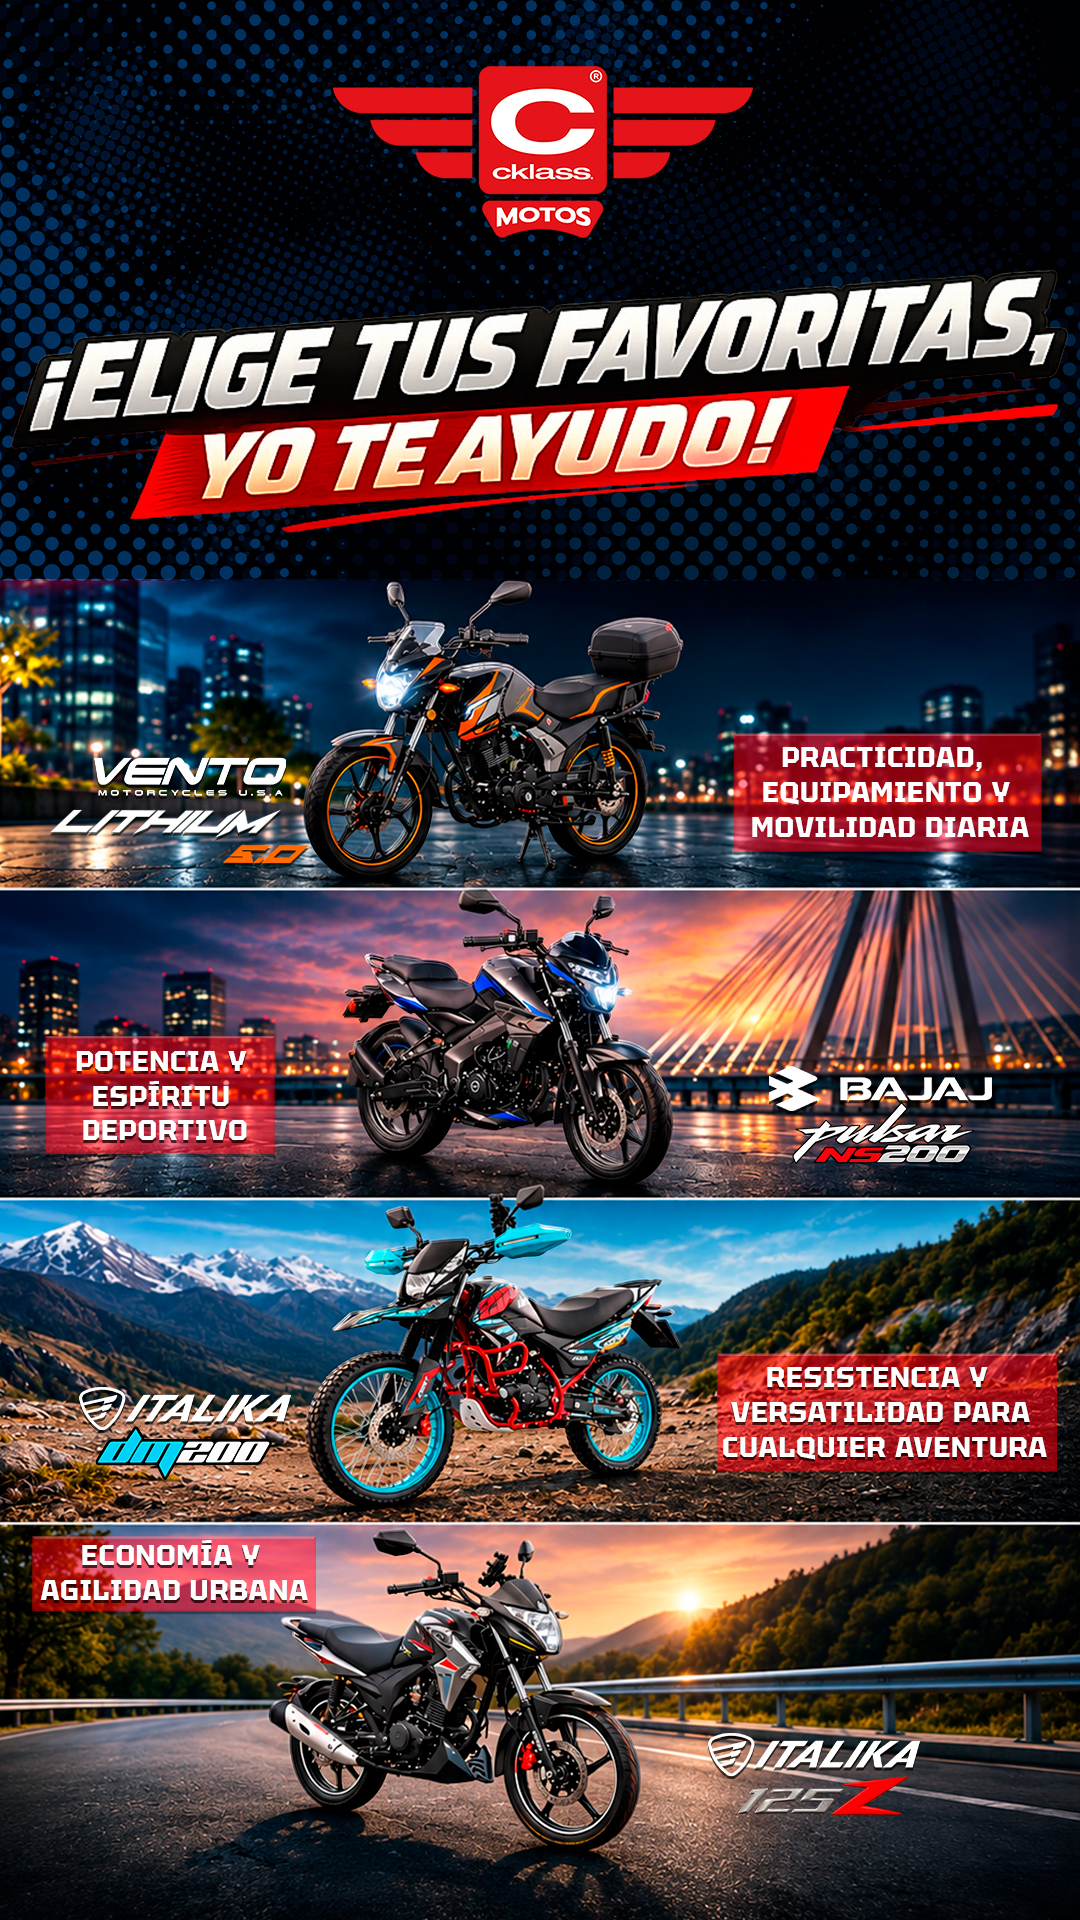 C
®
cklass.
MOTOS
¡ELIGE TUS FAVORITAS,
YO TE AYUDO!
VENTO
MOTORCYCLES U.S.A
LITHIUM
5.0
PRACTICIDAD,
EQUIPAMIENTO Y
MOVILIDAD DIARIA
POTENCIA Y
ESPÍRITU
DEPORTIVO
BAJAJ
pulsar
NS200
ITALIKA
dm200
RESISTENCIA Y
VERSATILIDAD PARA
CUALQUIER AVENTURA
ECONOMÍA Y
AGILIDAD URBANA
ITALIKA
125Z